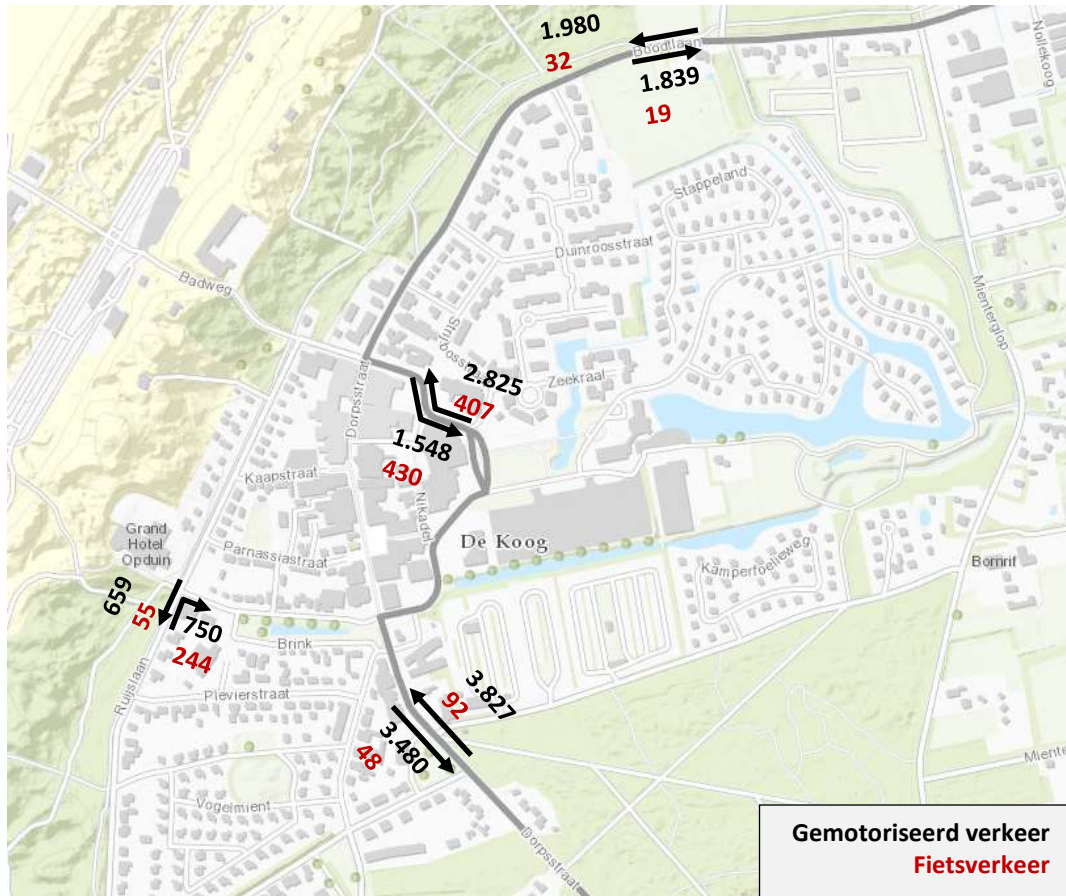 1.980
32
Boodtlaan
1.839
19
Nollekoog
Stappeland
Duinroosstraat
Badweg
Mienterglop
2.825
407
Zeekraal
Dorpsstraat
1.548
430
Kaapstraat
Nikadel
Grand
Hotel
Opduin
De Koog
Parnassiastraat
Kamperfoelieweg
Bornrif
659
55
750
244
Brink
Ruijslaan
Plevierstraat
3.827
92
3.480
48
Vogelmient
Miente
Dorpsstraat
Gemotoriseerd verkeer
Fietsverkeer